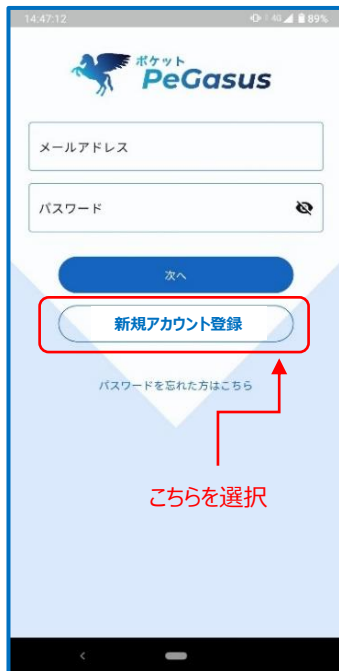 14:47:12
4G 89%
ポケット
PeGasus
メールアドレス
パスワード
次へ
新規アカウント登録
パスワードを忘れた方はこちら
こちらを選択